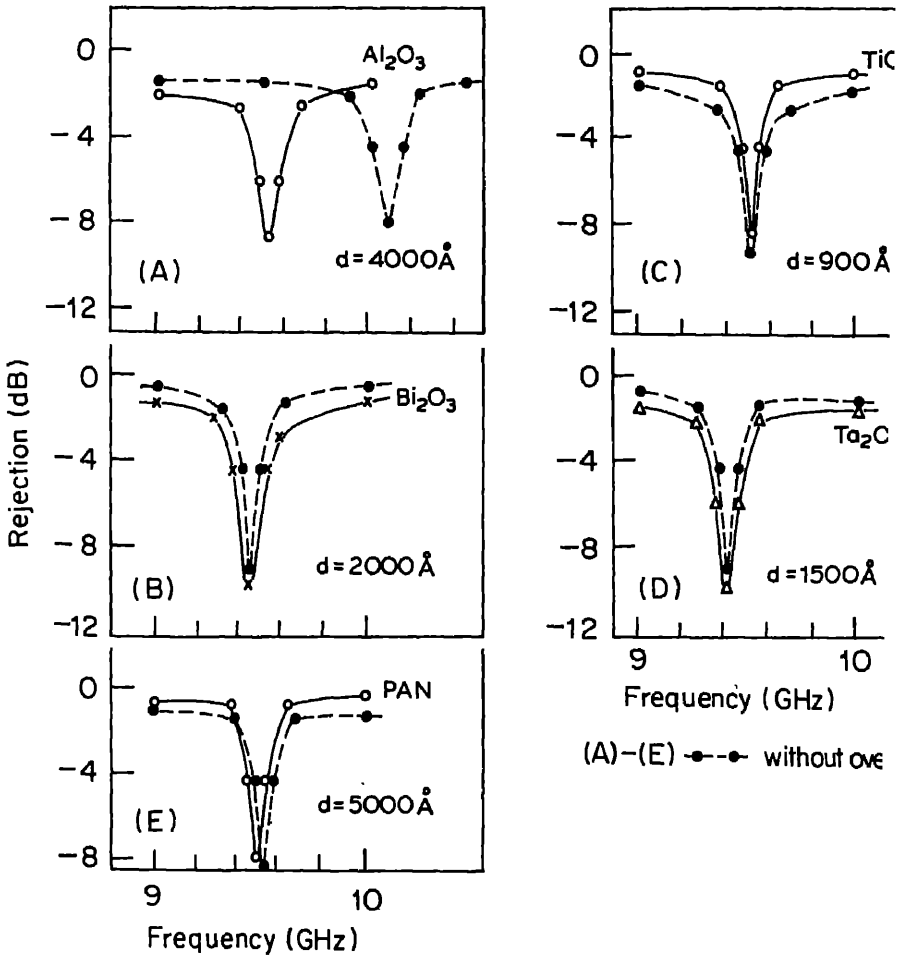 0
-4
-8
-12
Al₂O₃
d=4000Å
(A)
0
-4
-8
-12
TiC
d=900Å
(C)
Rejection (dB)
0
-4
-8
-12
Bi₂O₃
d=2000Å
(B)
0
-4
-8
-12
Ta₂O
d=1500Å
(D)
9
10
Frequency (GHz)
(A)-(E) without ove
0
-4
-8
PAN
d=5000Å
(E)
9
10
Frequency (GHz)